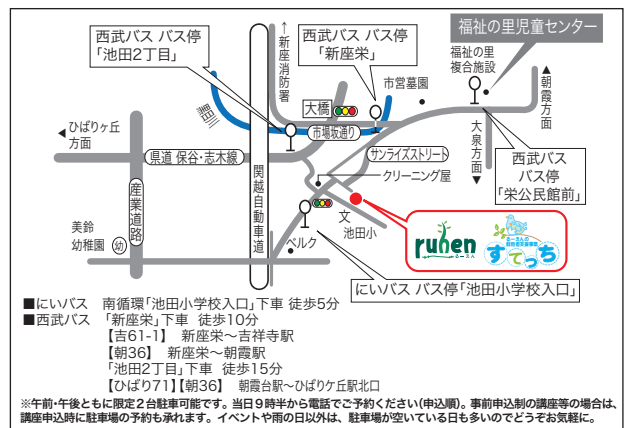 西武バス バス停
「池田2丁目」
↑新座消防署
西武バス バス停
「新座栄」
福祉の里児童センター
福祉の里
複合施設
市営墓園
▲朝霞方面
大橋
黒目川
◀ひばりヶ丘
方面
市場坂通り
県道 保谷・志木線
サンライズストリート
大泉方面▼
クリーニング屋
西武バス
バス停
「栄公民館前」
産業道路
関越自動車道
美鈴
幼稚園
幼
文
池田小
ベルク
ruhen
るーえんの
すてっち
にいバス バス停「池田小学校入口」
■にいバス 南循環「池田小学校入口」下車 徒歩5分
■西武バス 「新座栄」下車 徒歩10分
【吉61-1】 新座栄〜吉祥寺駅
【朝36】 新座栄〜朝霞駅
「池田2丁目」下車 徒歩15分
【ひばり71】【朝36】 朝霞台駅〜ひばりケ丘駅北口
※午前・午後ともに限定2台駐車可能です。当日9時半から電話でご予約ください(申込順)。事前申込制の講座等の場合は、
講座申込時に駐車場の予約も承れます。イベントや雨の日以外は、駐車場が空いている日も多いのでどうぞお気軽に。